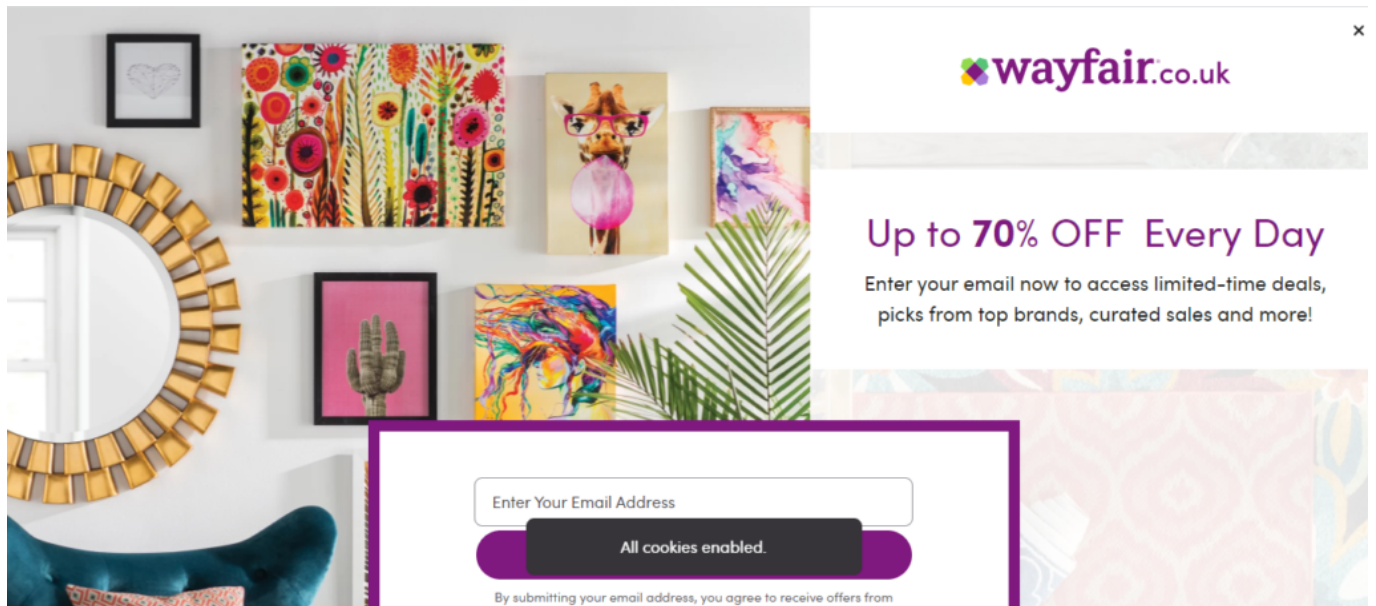 ×
wayfair.co.uk
Up to 70% OFF Every Day
Enter your email now to access limited-time deals,
picks from top brands, curated sales and more!
Enter Your Email Address
All cookies enabled.
By submitting your email address, you agree to receive offers from